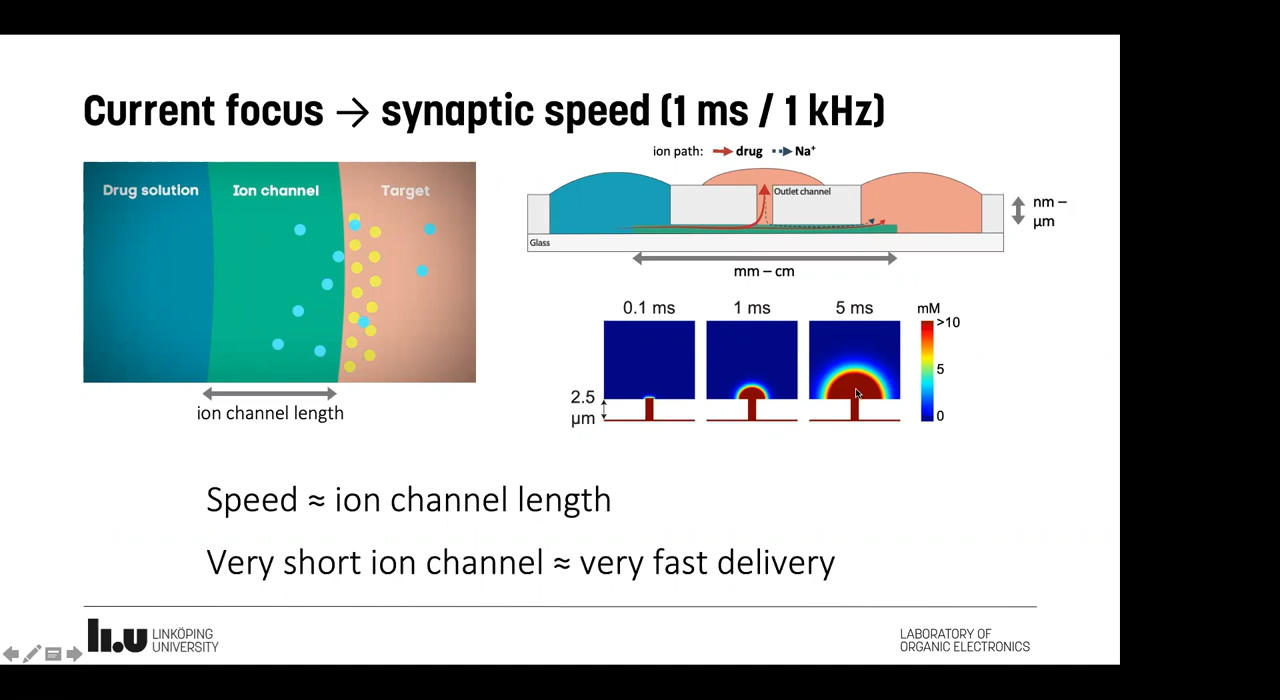 Current focus → synaptic speed (1 ms / 1 kHz)
Drug solution
Ion channel
Target
ion channel length
ion path: drug Na⁺
Outlet channel
Glass
nm –
μm
mm – cm
0.1 ms
1 ms
5 ms
mM
>10
5
0
2.5
μm
Speed ≈ ion channel length
Very short ion channel ≈ very fast delivery
li.u LINKÖPING
UNIVERSITY
LABORATORY OF
ORGANIC ELECTRONICS